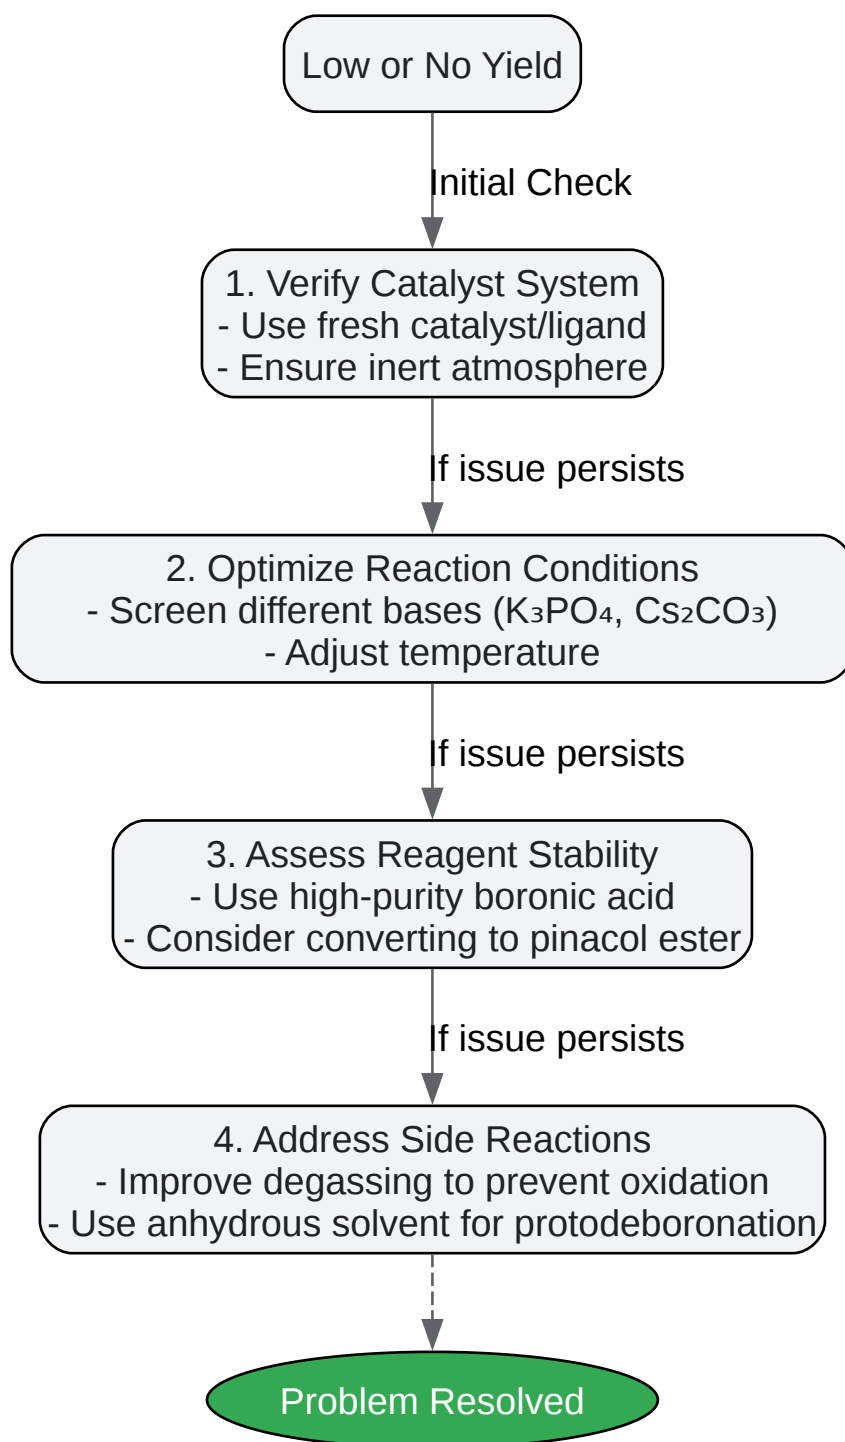 Low or No Yield
Initial Check
1. Verify Catalyst System
- Use fresh catalyst/ligand
- Ensure inert atmosphere
If issue persists
2. Optimize Reaction Conditions
- Screen different bases (K₃PO₄, Cs₂CO₃)
- Adjust temperature
If issue persists
3. Assess Reagent Stability
- Use high-purity boronic acid
- Consider converting to pinacol ester
If issue persists
4. Address Side Reactions
- Improve degassing to prevent oxidation
- Use anhydrous solvent for protodeboronation
Problem Resolved